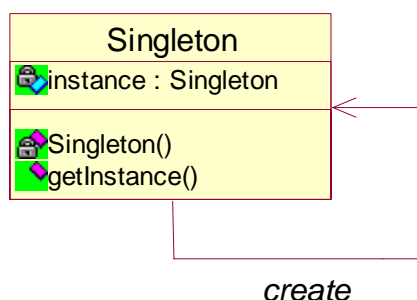 Singleton
instance : Singleton
Singleton()
getInstance()
create